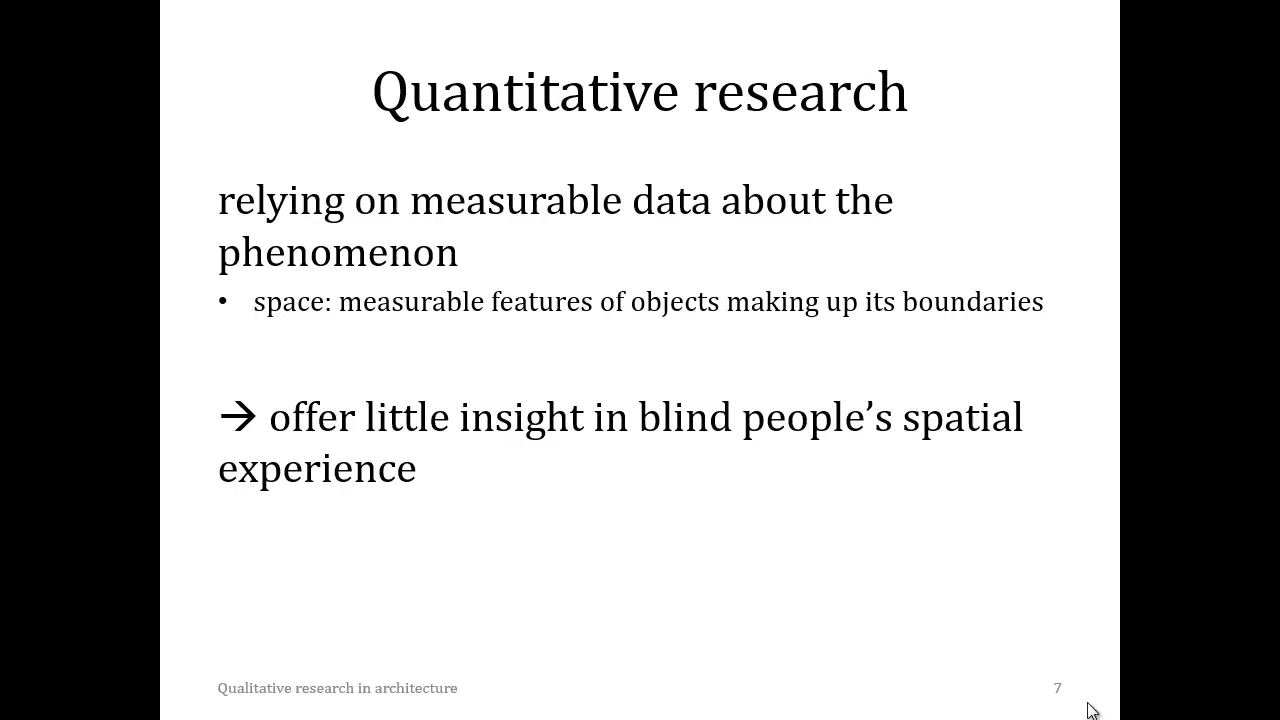 Quantitative research
relying on measurable data about the
phenomenon
• space: measurable features of objects making up its boundaries
→ offer little insight in blind people’s spatial
experience
Qualitative research in architecture
7